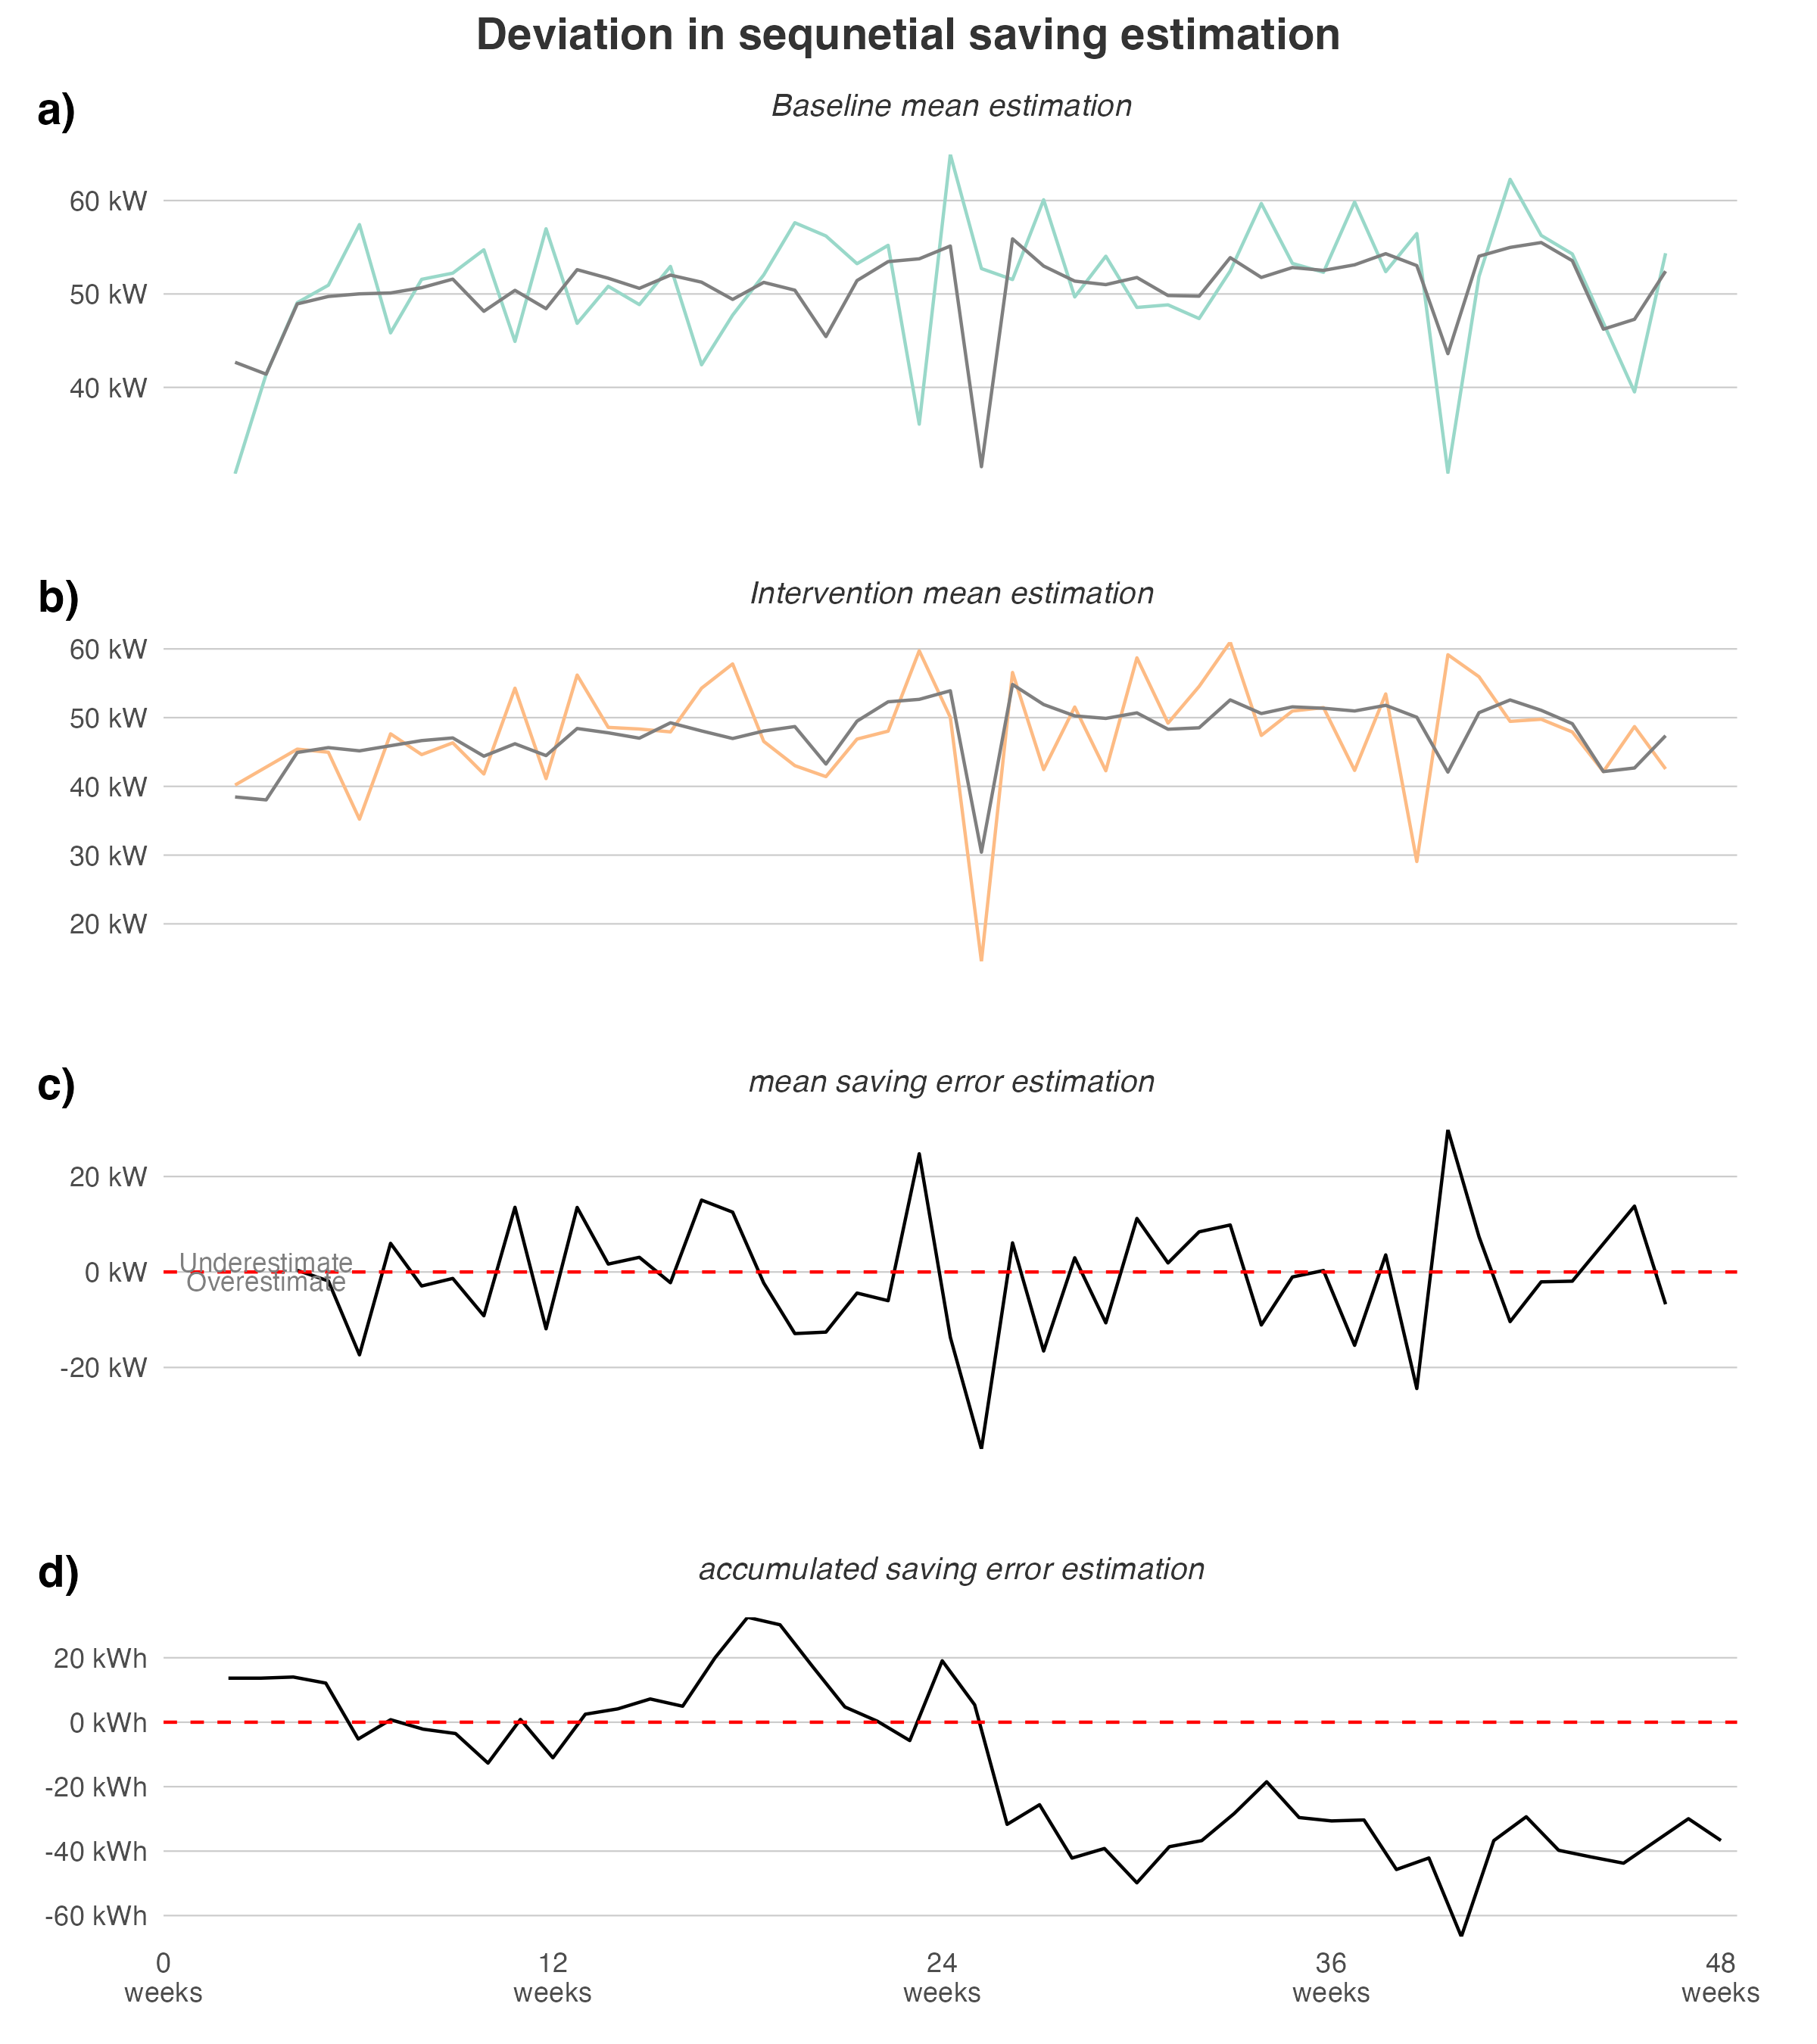 Deviation in sequnetial saving estimation
a)
Baseline mean estimation
60 kW
50 kW
40 kW
b)
Intervention mean estimation
60 kW
50 kW
40 kW
30 kW
20 kW
c)
mean saving error estimation
20 kW
Underestimate
0 kW
Overestimate
-20 kW
d)
accumulated saving error estimation
20 kWh
0 kWh
-20 kWh
-40 kWh
-60 kWh
0 12 24 36 48
weeks weeks weeks weeks weeks